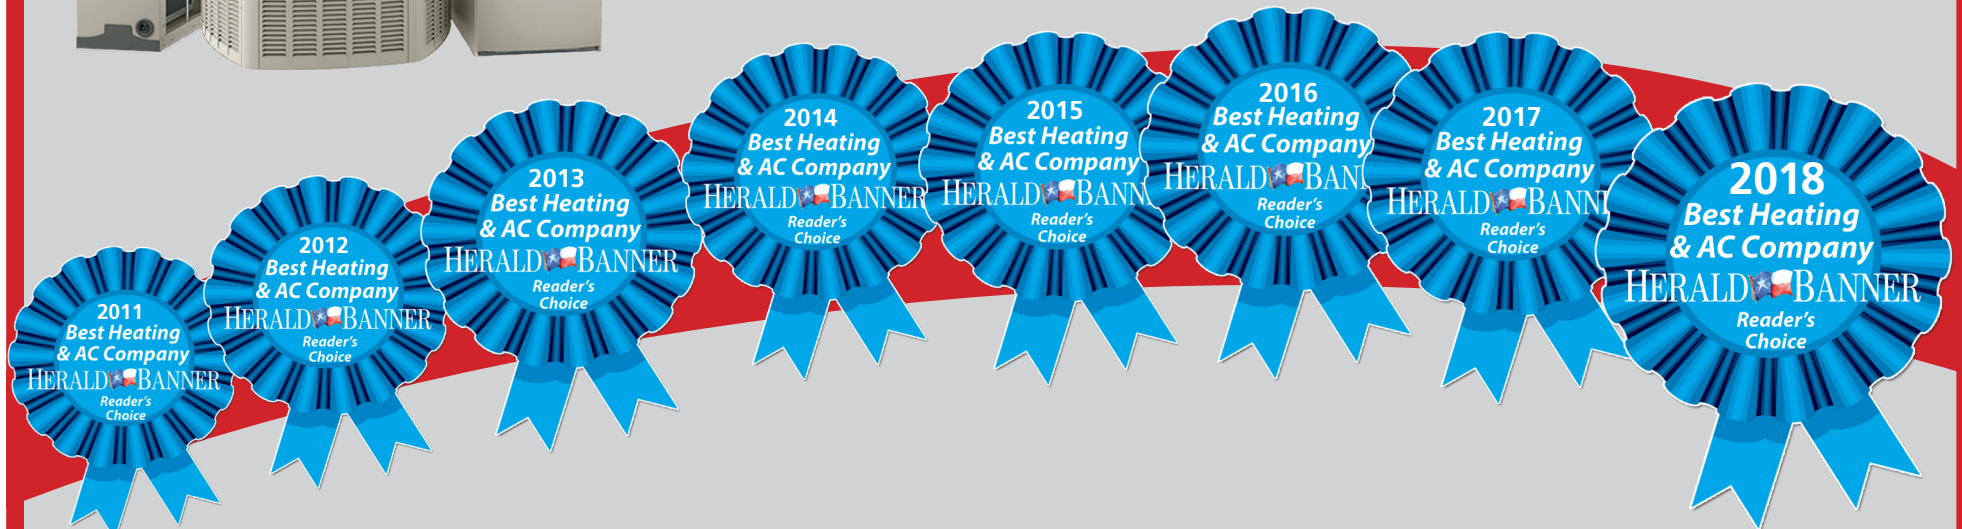 2011
Best Heating
& AC Company
HERALD BANNER
Reader's
Choice
2012
Best Heating
& AC Company
HERALD BANNER
Reader's
Choice
2013
Best Heating
& AC Company
HERALD BANNER
Reader's
Choice
2014
Best Heating
& AC Company
HERALD BANNER
Reader's
Choice
2015
Best Heating
& AC Company
HERALD BANN
Reader's
Choice
2016
Best Heating
& AC Company
HERALD BAN
Reader's
Choice
2017
Best Heating
& AC Company
HERALD BANN
Reader's
Choice
2018
Best Heating
& AC Company
HERALD BANNER
Reader's
Choice